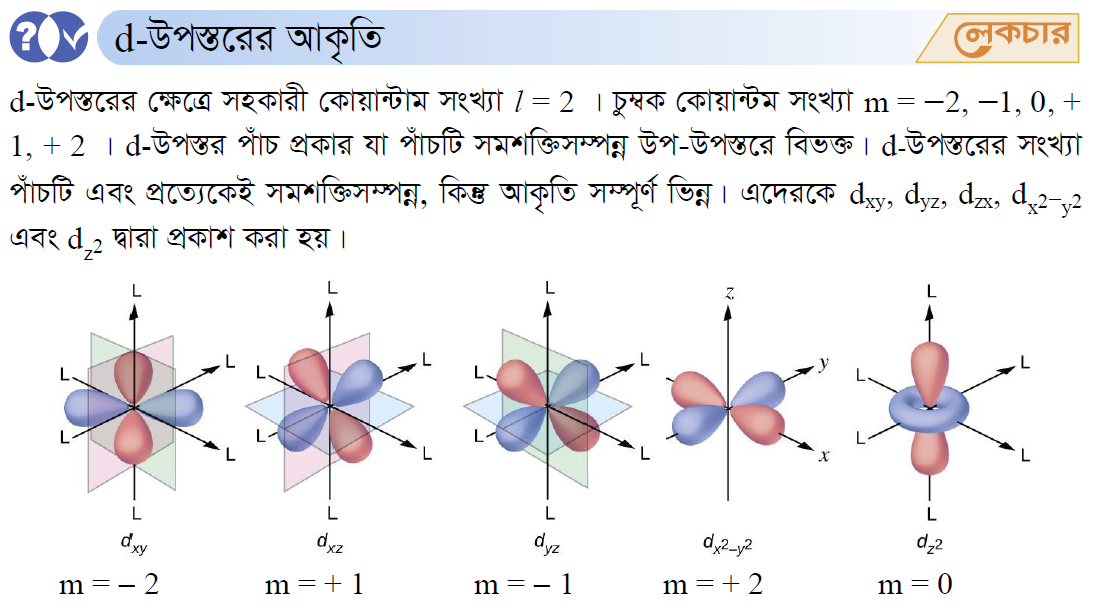 d-উপস্তরের আকৃতি
লেকচার
d-উপস্তরের ক্ষেত্রে সহকারী কোয়ান্টাম সংখ্যা l = 2 । চুম্বক কোয়ান্টম সংখ্যা m = −2, −1, 0, +
1, + 2 । d-উপস্তর পাঁচ প্রকার যা পাঁচটি সমশক্তিসম্পন্ন উপ-উপস্তরে বিভক্ত। d-উপস্তরের সংখ্যা
পাঁচটি এবং প্রত্যেকেই সমশক্তিসম্পন্ন, কিন্তু আকৃতি সম্পূর্ণ ভিন্ন। এদেরকে dxy, dyz, dzx, dx2−y2
এবং dz2 দ্বারা প্রকাশ করা হয়।
L L L z L
L L L L L L y L L
L L L L L L x L L
L L L L
dxy dxz dyz dx2–y2 dz2
m = − 2 m = + 1 m = − 1 m = + 2 m = 0